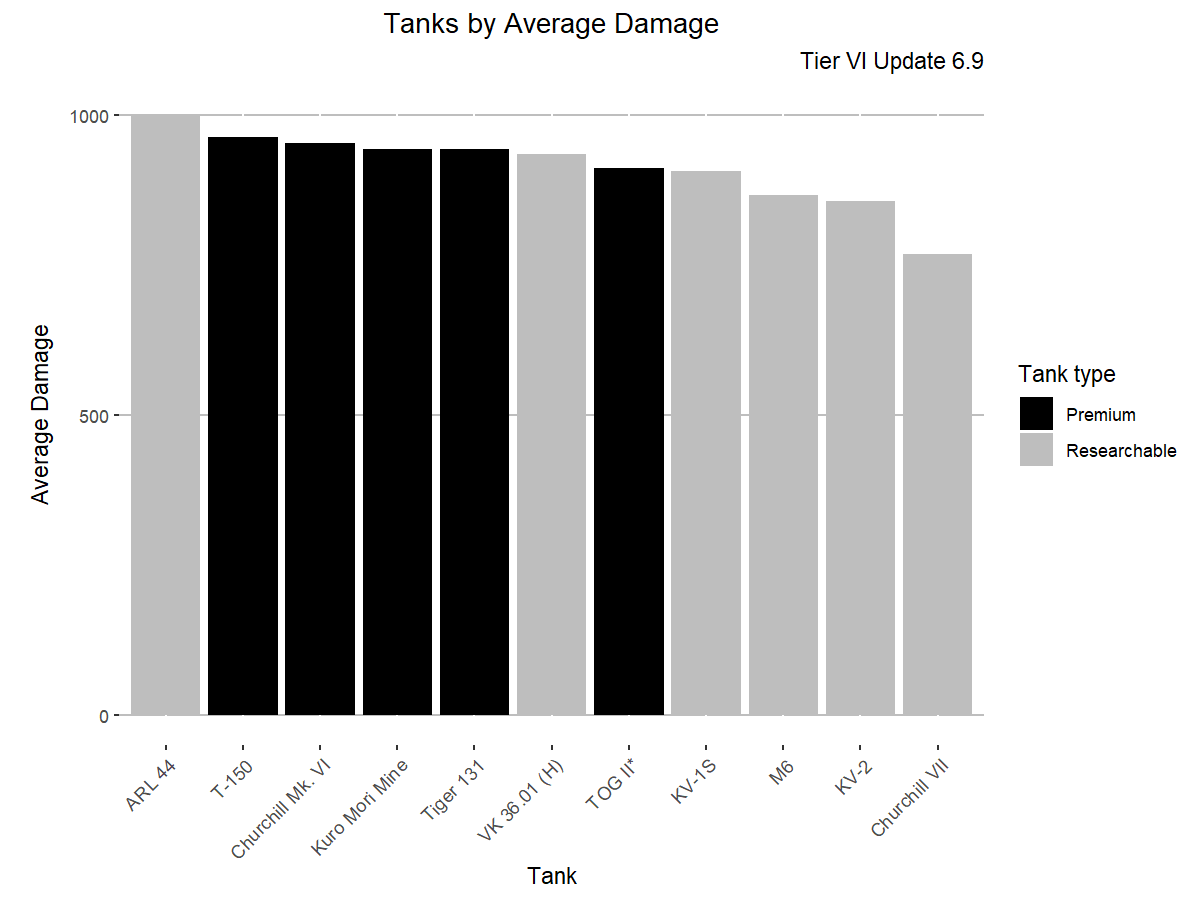 Tanks by Average Damage
Tier VI Update 6.9
1000
500
0
Average Damage
ARL 44
T-150
Churchill Mk. VI
Kuro Mori Mine
Tiger 131
VK 36.01 (H)
TOG II*
KV-1S
M6
KV-2
Churchill VII
Tank
Tank type
Premium
Researchable